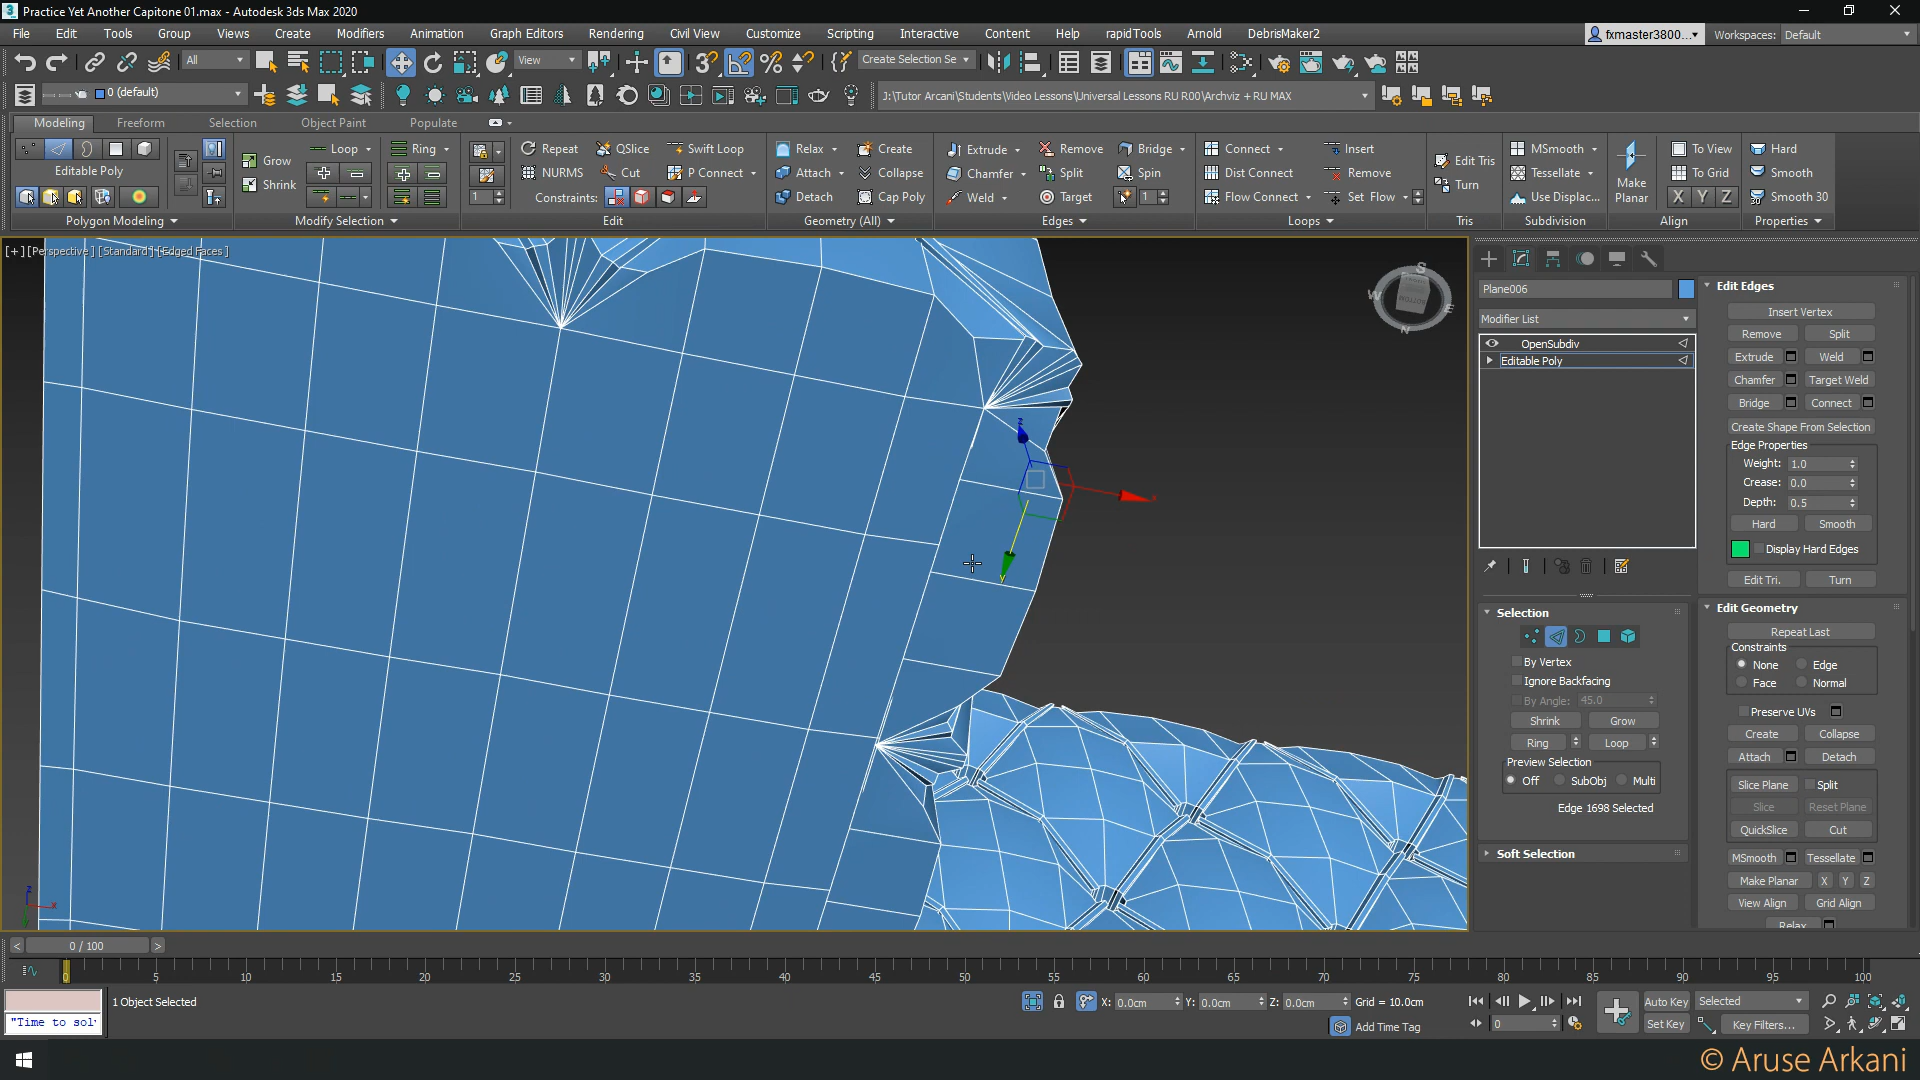 Practice Yet Another Capitone 01.max - Autodesk 3ds Max 2020
File Edit Tools Group Views Create Modifiers Animation Graph Editors Rendering Civil View Customize Scripting Interactive Content Help rapidTools Arnold DebrisMaker2
fxmaster3800... Workspaces: Default
All View Create Selection Se
0 (default) J:\Tutor Arcani\Students\Video Lessons\Universal Lessons RU R00\Archviz + RU MAX
Modeling Freeform Selection Object Paint Populate
Loop Ring Repeat QSlice Swift Loop Relax Create Extrude Remove Bridge Connect Insert MSmooth To View Hard
Grow NURMS Cut P Connect Attach Collapse Chamfer Split Spin Dist Connect Remove Edit Tris Tessellate Make Planar To Grid Smooth
Editable Poly Shrink 1 Constraints: Detach Cap Poly Weld Target 1 Flow Connect Set Flow Turn Use Displac... X Y Z Smooth 30
Polygon Modeling Modify Selection Edit Geometry (All) Edges Loops Tris Subdivision Align Properties
[+] [Perspective] [Standard] [Edged Faces]
S
W E
N
BOTTOM
z
x
Plane006
Modifier List
OpenSubdiv
Editable Poly
Selection
By Vertex
Ignore Backfacing
By Angle: 45.0
Shrink Grow
Ring Loop
Preview Selection
Off SubObj Multi
Edge 1698 Selected
Soft Selection
Edit Edges
Insert Vertex
Remove Split
Extrude Weld
Chamfer Target Weld
Bridge Connect
Create Shape From Selection
Edge Properties
Weight: 1.0
Crease: 0.0
Depth: 0.5
Hard Smooth
Display Hard Edges
Edit Tri. Turn
Edit Geometry
Repeat Last
Constraints
None Edge
Face Normal
Preserve UVs
Create Collapse
Attach Detach
Slice Plane Split
Slice Reset Plane
QuickSlice Cut
MSmooth Tessellate
Make Planar X Y Z
View Align Grid Align
Relax
z
x
< 0 / 100 >
0 5 10 15 20 25 30 35 40 45 50 55 60 65 70 75 80 85 90 95 100
1 Object Selected X: 0.0cm Y: 0.0cm Z: 0.0cm Grid = 10.0cm Auto Key Selected
"Time to sol Add Time Tag 0 Set Key Key Filters...
© Aruse Arkani